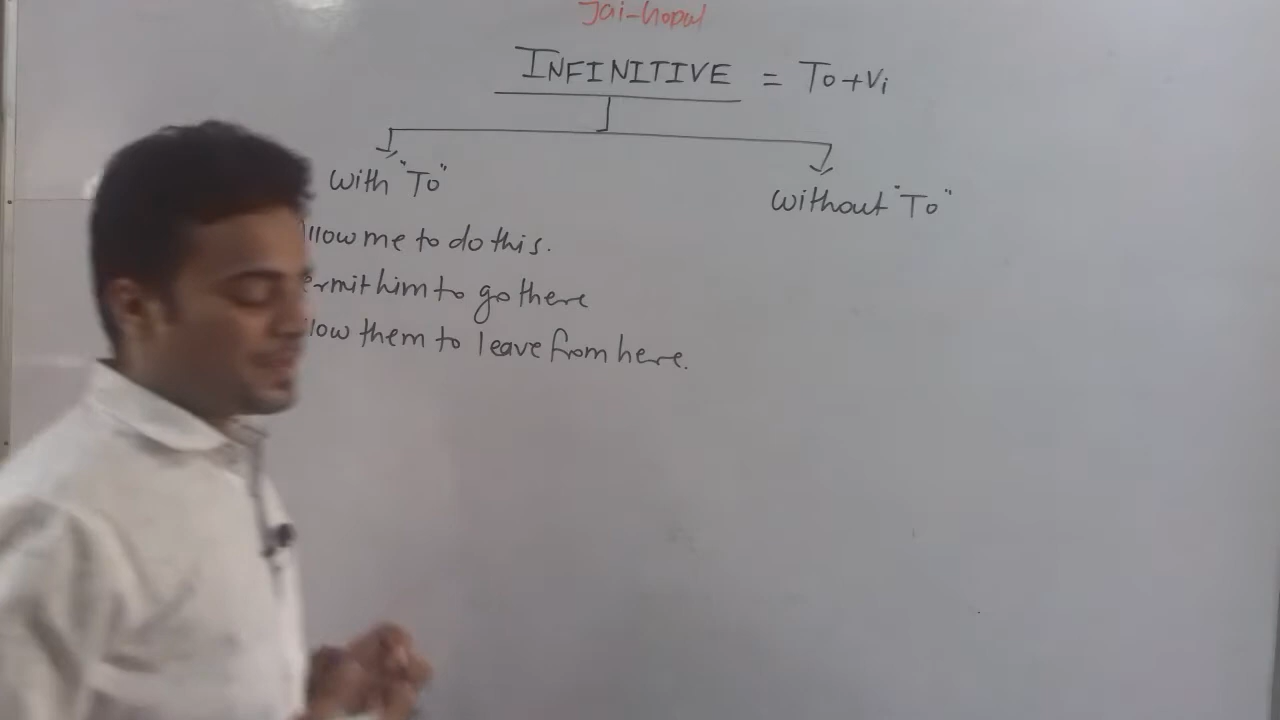 Jai-Gopal
INFINITIVE = To+V₁
with "To"
without "To"
llow me to do this.
ermit him to go there
llow them to leave from here.